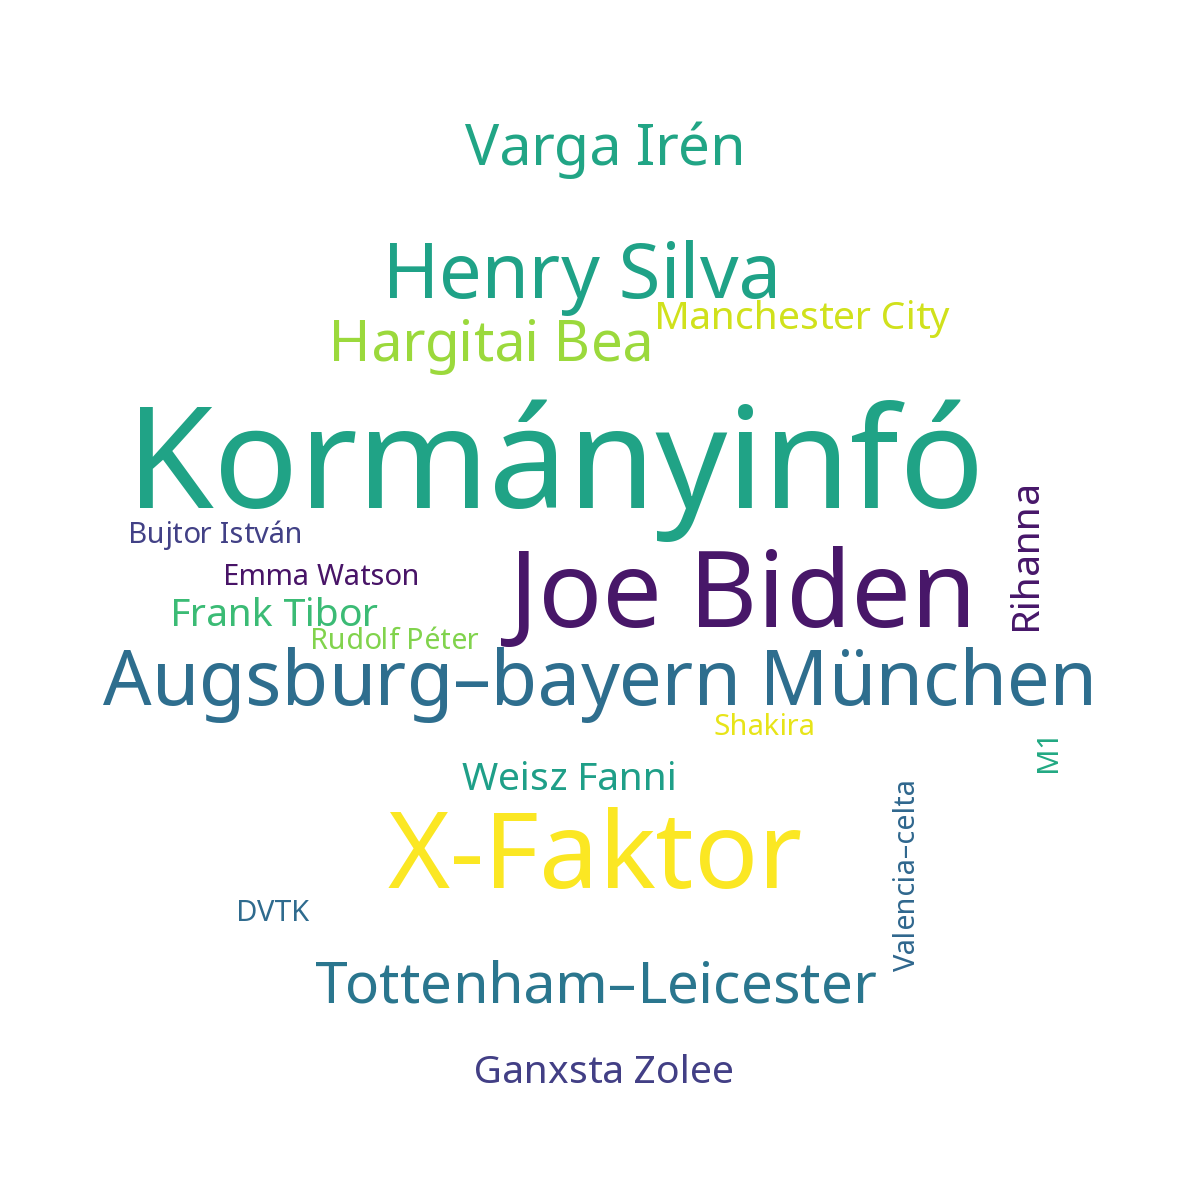 Varga Irén
Henry Silva
Manchester City
Hargitai Bea
Kormányinfó
Rihanna
Bujtor István
Joe Biden
Emma Watson
Frank Tibor
Rudolf Péter
Augsburg–bayern München
Shakira
M1
Weisz Fanni
Valencia–celta
X-Faktor
DVTK
Tottenham–Leicester
Ganxsta Zolee